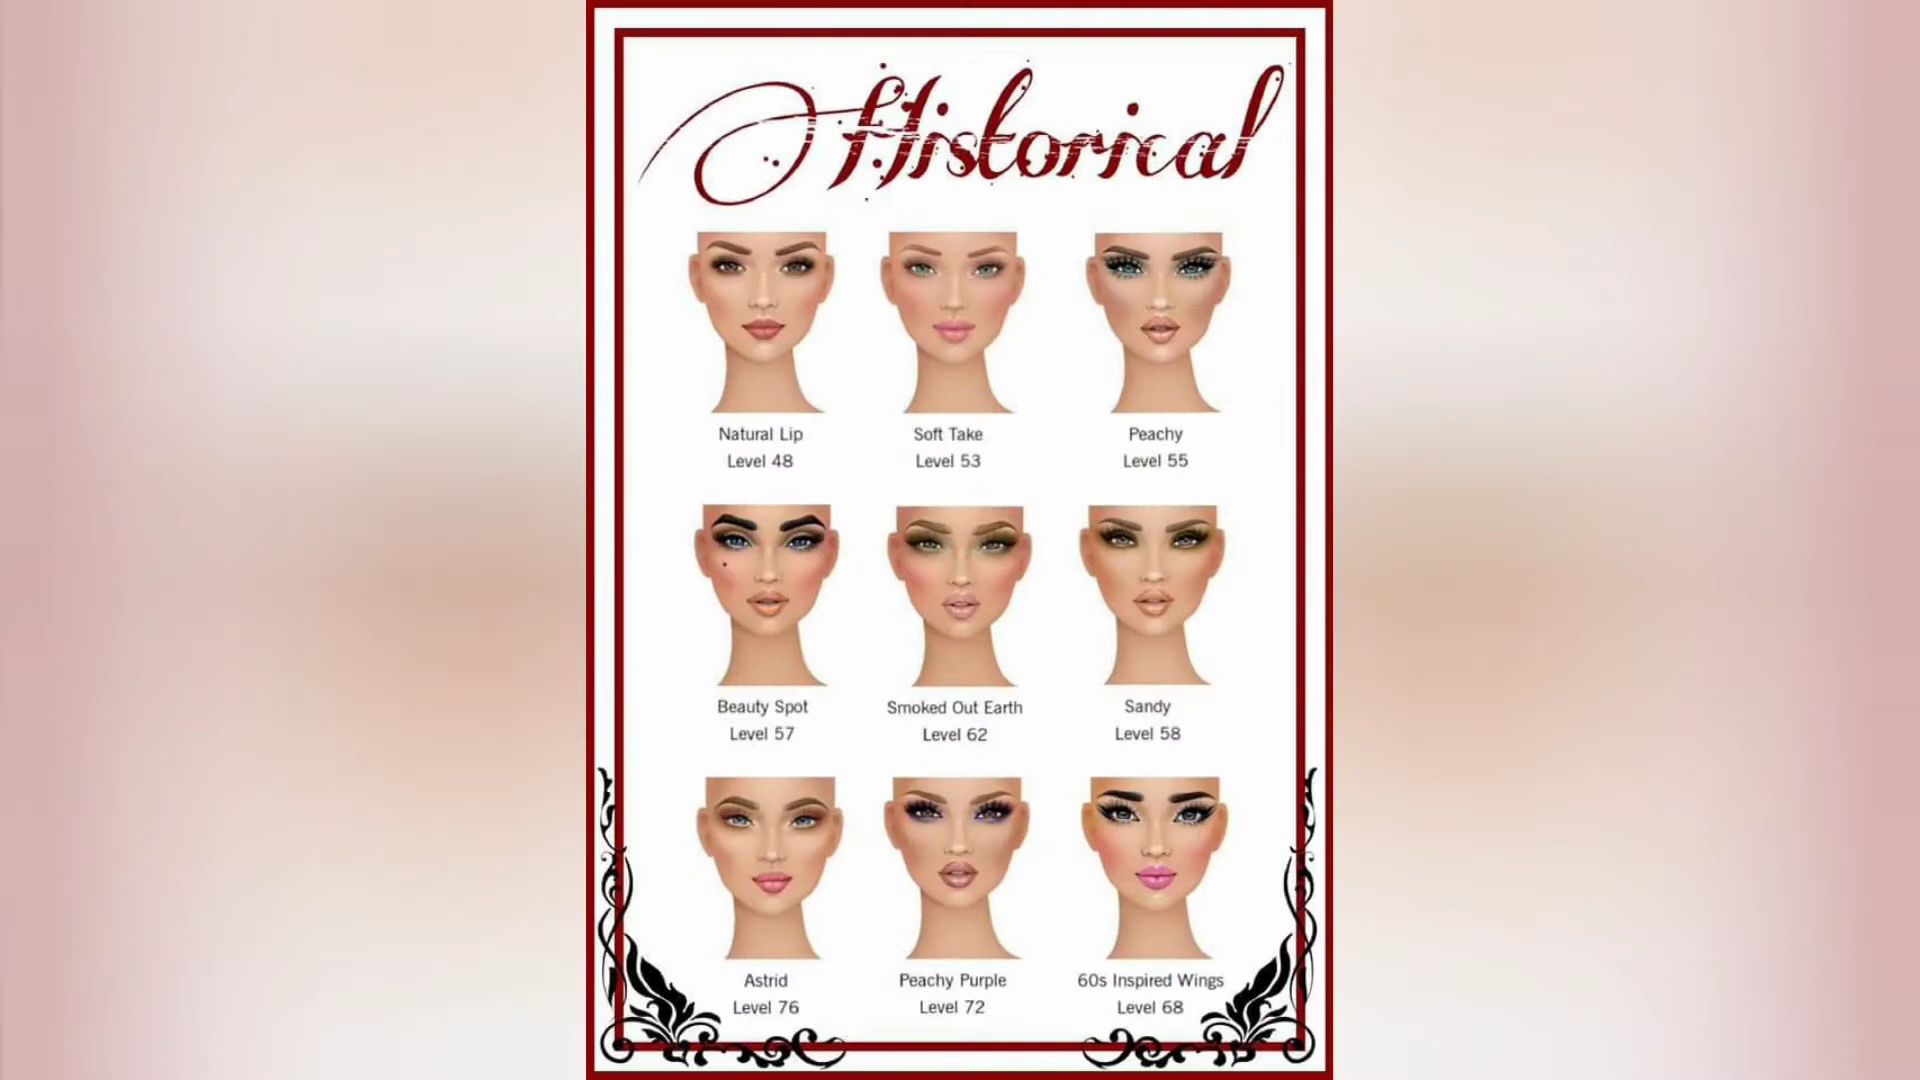 Historical
Natural Lip
Level 48
Soft Take
Level 53
Peachy
Level 55
Beauty Spot
Level 57
Smoked Out Earth
Level 62
Sandy
Level 58
Astrid
Level 76
Peachy Purple
Level 72
60s Inspired Wings
Level 68